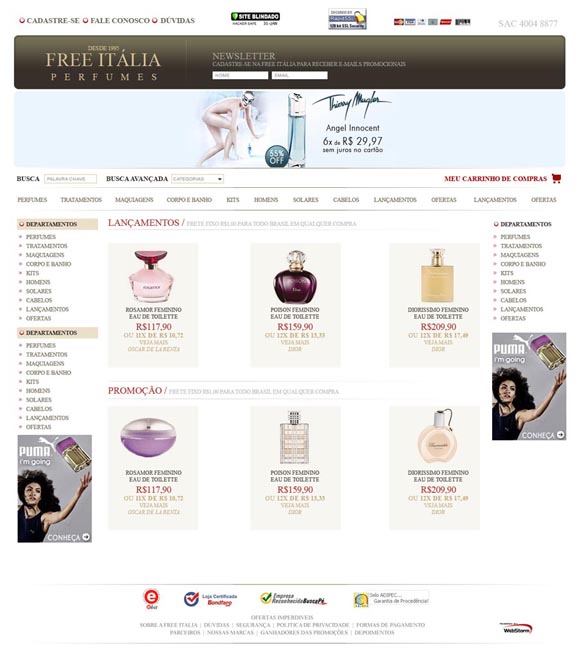 CADASTRE-SE FALE CONOSCO DÚVIDAS
SITE BLINDADO
SAC 4004 8877
DESDE 1995
FREE ITÁLIA
PERFUMES
NEWSLETTER
CADASTRE-SE NA FREE ITÁLIA PARA RECEBER E-MAILS PROMOCIONAIS
NOME EMAIL
Thierry Mugler
Angel Innocent
6x de R$ 29,97
sem juros no cartão
55% OFF
BUSCA PALAVRA CHAVE BUSCA AVANÇADA CATEGORIAS MEU CARRINHO DE COMPRAS
PERFUMES TRATAMENTOS MAQUIAGENS CORPO E BANHO KITS HOMENS SOLARES CABELOS LANÇAMENTOS OFERTAS LANÇAMENTOS OFERTAS
DEPARTAMENTOS
PERFUMES
TRATAMENTOS
MAQUIAGENS
CORPO E BANHO
KITS
HOMENS
SOLARES
CABELOS
LANÇAMENTOS
OFERTAS
DEPARTAMENTOS
PERFUMES
TRATAMENTOS
MAQUIAGENS
CORPO E BANHO
KITS
HOMENS
SOLARES
CABELOS
LANÇAMENTOS
OFERTAS
PUMA
i'm going
CONHEÇA
LANÇAMENTOS / FRETE FIXO R$1,00 PARA TODO BRASIL EM QUALQUER COMPRA
ROSAMOR FEMININO
EAU DE TOILETTE
R$117,90
OU 11X DE R$ 10,72
VEJA MAIS
OSCAR DE LA RENTA
POISON FEMININO
EAU DE TOILETTE
R$159,90
OU 12X DE R$ 13,33
VEJA MAIS
DIOR
DIORISSIMO FEMININO
EAU DE TOILETTE
R$209,90
OU 12X DE R$ 17,49
VEJA MAIS
DIOR
PROMOÇÃO / FRETE FIXO R$1,00 PARA TODO BRASIL EM QUALQUER COMPRA
ROSAMOR FEMININO
EAU DE TOILETTE
R$117,90
OU 11X DE R$ 10,72
VEJA MAIS
OSCAR DE LA RENTA
POISON FEMININO
EAU DE TOILETTE
R$159,90
OU 12X DE R$ 13,33
VEJA MAIS
DIOR
DIORISSIMO FEMININO
EAU DE TOILETTE
R$209,90
OU 12X DE R$ 17,49
VEJA MAIS
DIOR
DEPARTAMENTOS
PERFUMES
TRATAMENTOS
MAQUIAGENS
CORPO E BANHO
KITS
HOMENS
SOLARES
CABELOS
LANÇAMENTOS
OFERTAS
PUMA
i'm going
CONHEÇA
Loja Certificada
Bondfaro
Empresa
Reconhecida BuscaPé
Garantia de Procedência!
OFERTAS IMPERDIVEIS
SOBRE A FREE ITALIA | DUVIDAS | SEGURANÇA | POLITICA DE PRIVACIDADE | FORMAS DE PAGAMENTO
PARCEIROS | NOSSAS MARCAS | GANHADORES DAS PROMOÇÕES | DEPOIMENTOS
WebStorm